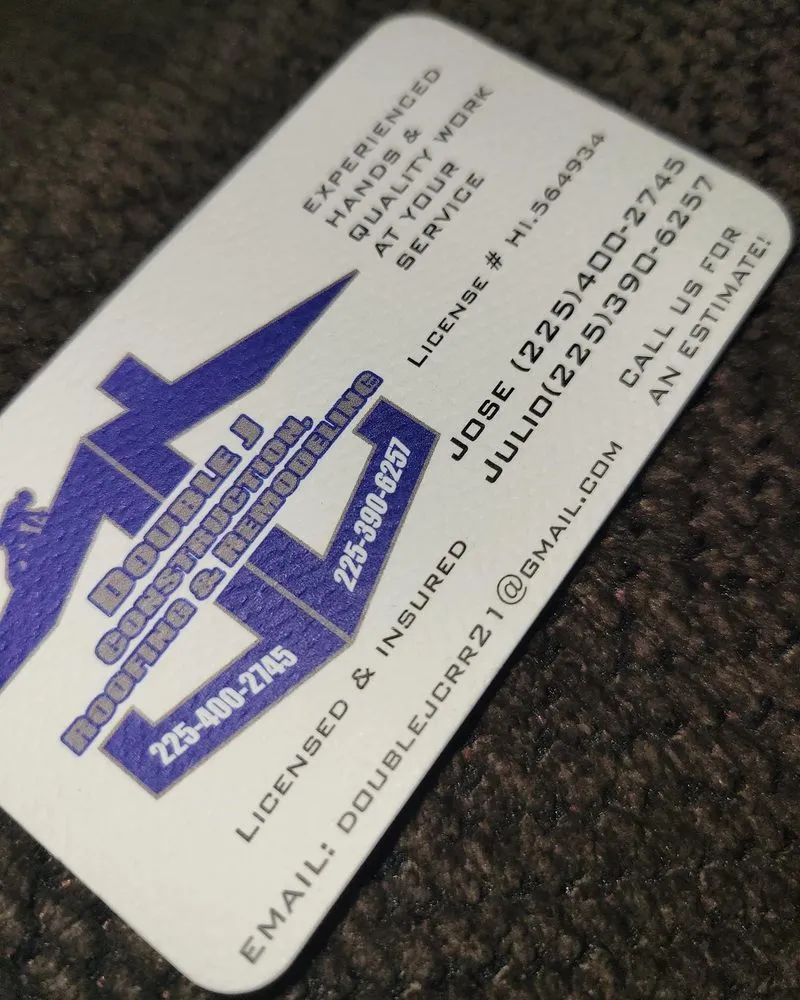 EXPERIENCED
HANDS &
QUALITY WORK
AT YOUR
SERVICE
LICENSE # HI.564934
JOSE (225)400-2745
JULIO(225)390-6257
CALL US FOR
AN ESTIMATE!
DOUBLE J
CONSTRUCTION,
ROOFING & REMODELING
225-400-2745
225-390-6257
LICENSED & INSURED
EMAIL: DOUBLEJCRR21@GMAIL.COM